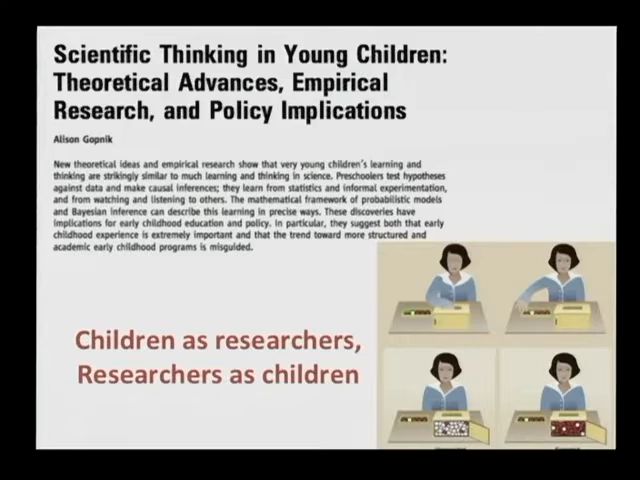 Scientific Thinking in Young Children:
Theoretical Advances, Empirical
Research, and Policy Implications
Alison Gopnik
New theoretical ideas and empirical research show that very young children's learning and
thinking are strikingly similar to much learning and thinking in science. Preschoolers test hypotheses
against data and make causal inferences; they learn from statistics and informal experimentation,
and from watching and listening to others. The mathematical framework of probabilistic models
and Bayesian inference can describe this learning in precise ways. These discoveries have
implications for early childhood education and policy. In particular, they suggest both that early
childhood experience is extremely important and that the trend toward more structured and
academic early childhood programs is misguided.
Children as researchers,
Researchers as children